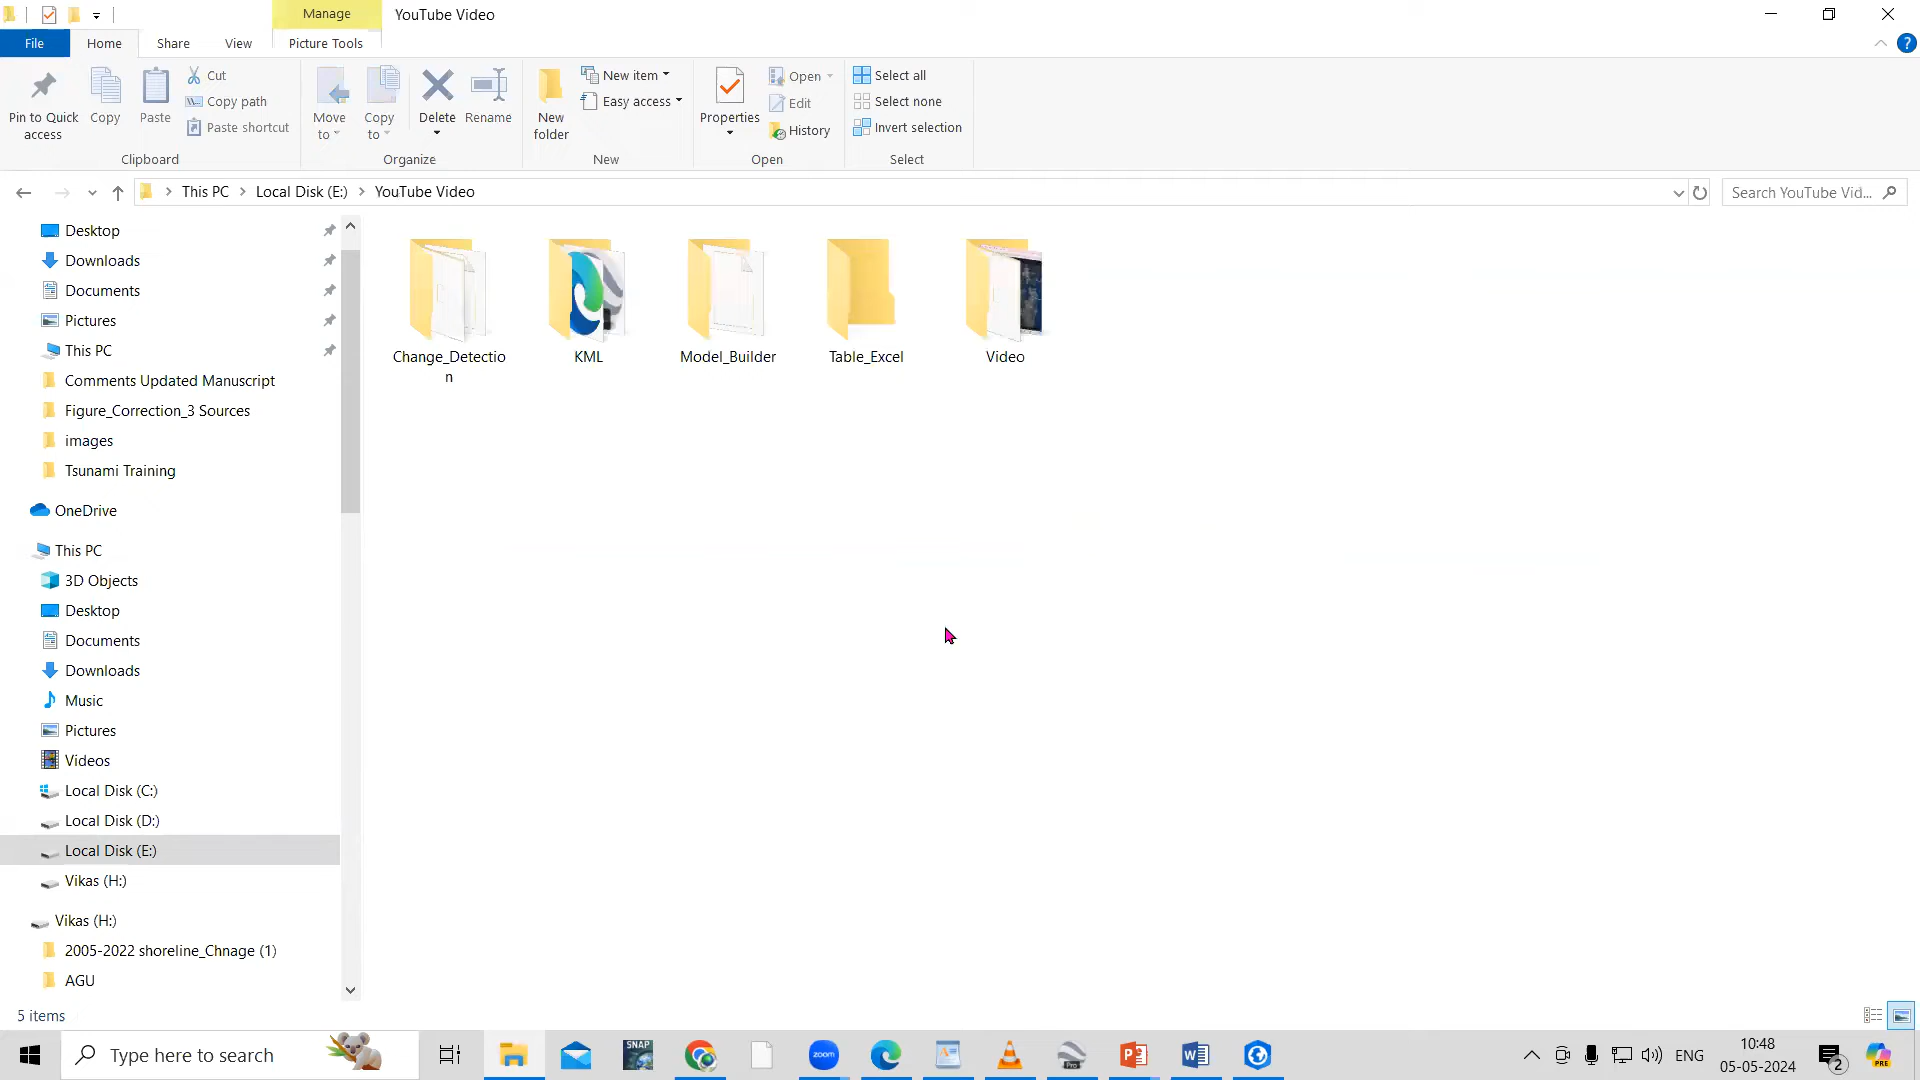 Manage
YouTube Video
File
Home
Share
View
Picture Tools
Pin to Quick
access
Copy
Paste
Cut
Copy path
Paste shortcut
Clipboard
Move
to
Copy
to
Delete
Rename
Organize
New
folder
New item
Easy access
New
Properties
Open
Edit
History
Open
Select all
Select none
Invert selection
Select
This PC
Local Disk (E:)
YouTube Video
Search YouTube Vid...
Desktop
Downloads
Documents
Pictures
This PC
Comments Updated Manuscript
Figure_Correction_3 Sources
images
Tsunami Training
OneDrive
This PC
3D Objects
Desktop
Documents
Downloads
Music
Pictures
Videos
Local Disk (C:)
Local Disk (D:)
Local Disk (E:)
Vikas (H:)
Vikas (H:)
2005-2022 shoreline_Chnage (1)
AGU
Change_Detectio
n
KML
Model_Builder
Table_Excel
Video
5 items
Type here to search
SNAP
zoom
Pro
ENG
10:48
05-05-2024
2
PRE